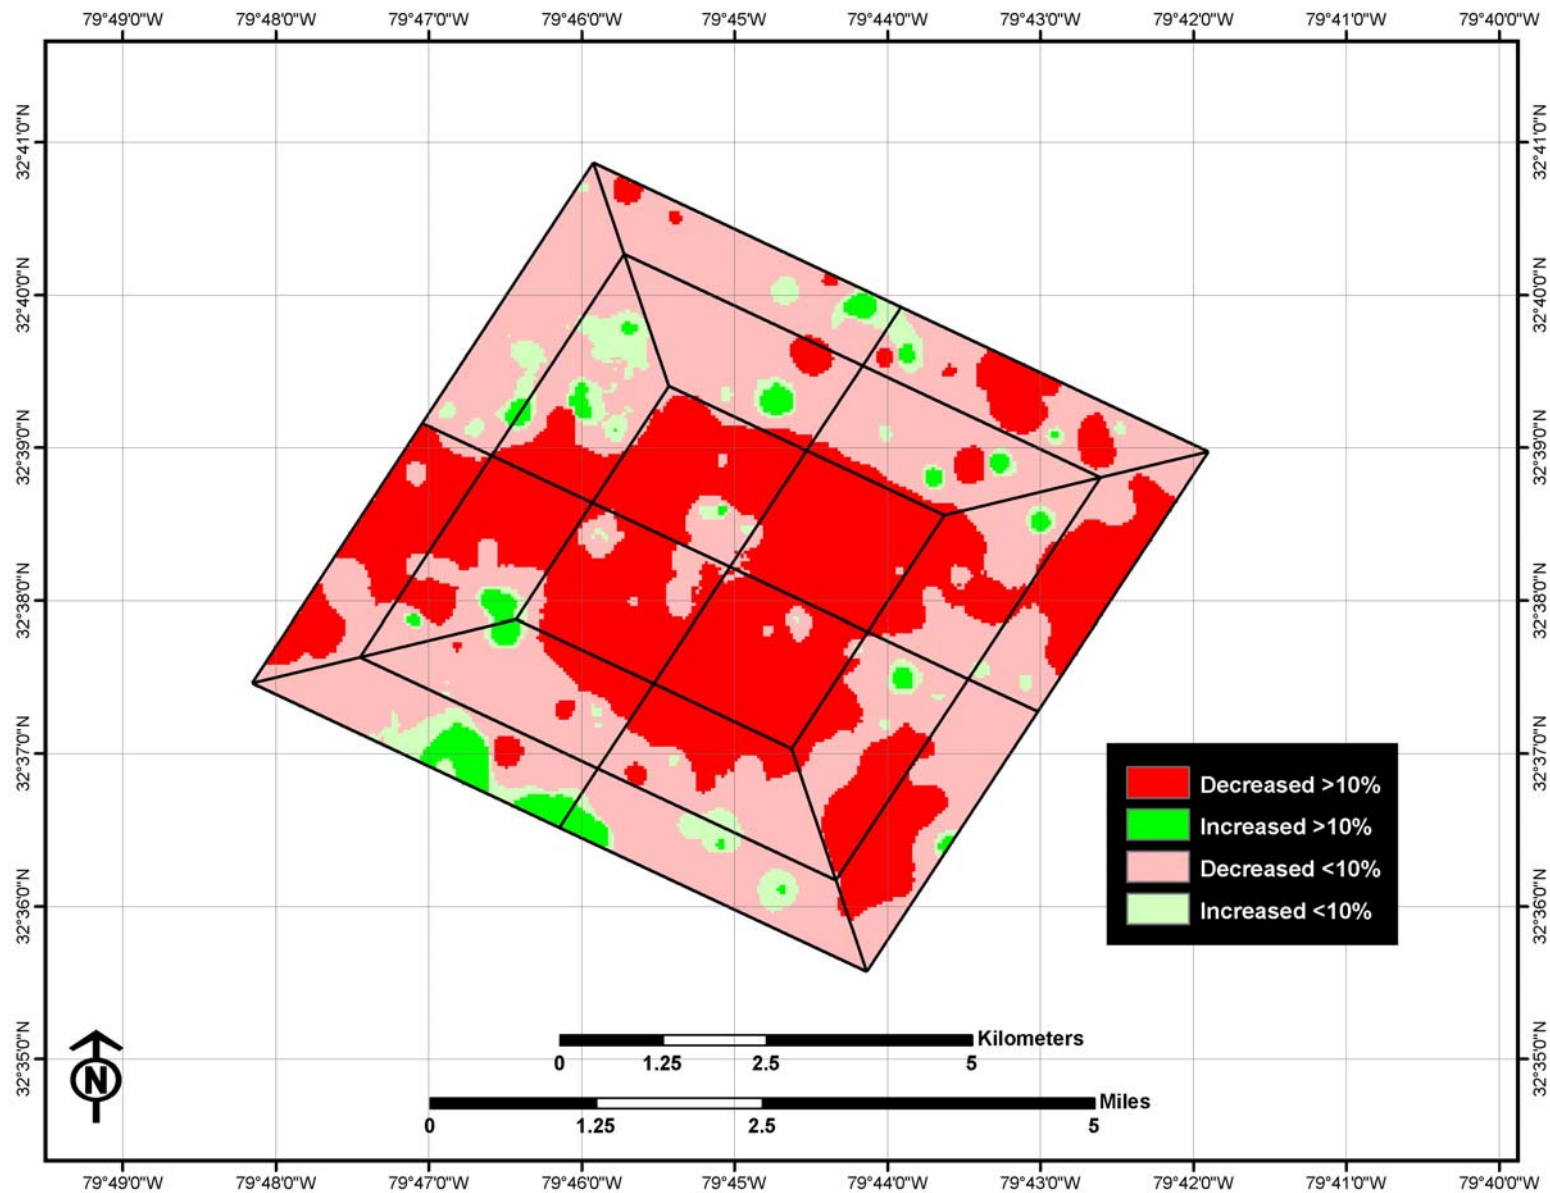 79°49'0"W 79°48'0"W 79°47'0"W 79°46'0"W 79°45'0"W 79°44'0"W 79°43'0"W 79°42'0"W 79°41'0"W 79°40'0"W
32°41'0"N 32°41'0"N
32°40'0"N 32°40'0"N
32°39'0"N 32°39'0"N
32°38'0"N 32°38'0"N
32°37'0"N 32°37'0"N
Decreased >10%
Increased >10%
Decreased <10%
Increased <10%
32°36'0"N 32°36'0"N
32°35'0"N 32°35'0"N
Kilometers
0 1.25 2.5 5
N
Miles
0 1.25 2.5 5
79°49'0"W 79°48'0"W 79°47'0"W 79°46'0"W 79°45'0"W 79°44'0"W 79°43'0"W 79°42'0"W 79°41'0"W 79°40'0"W